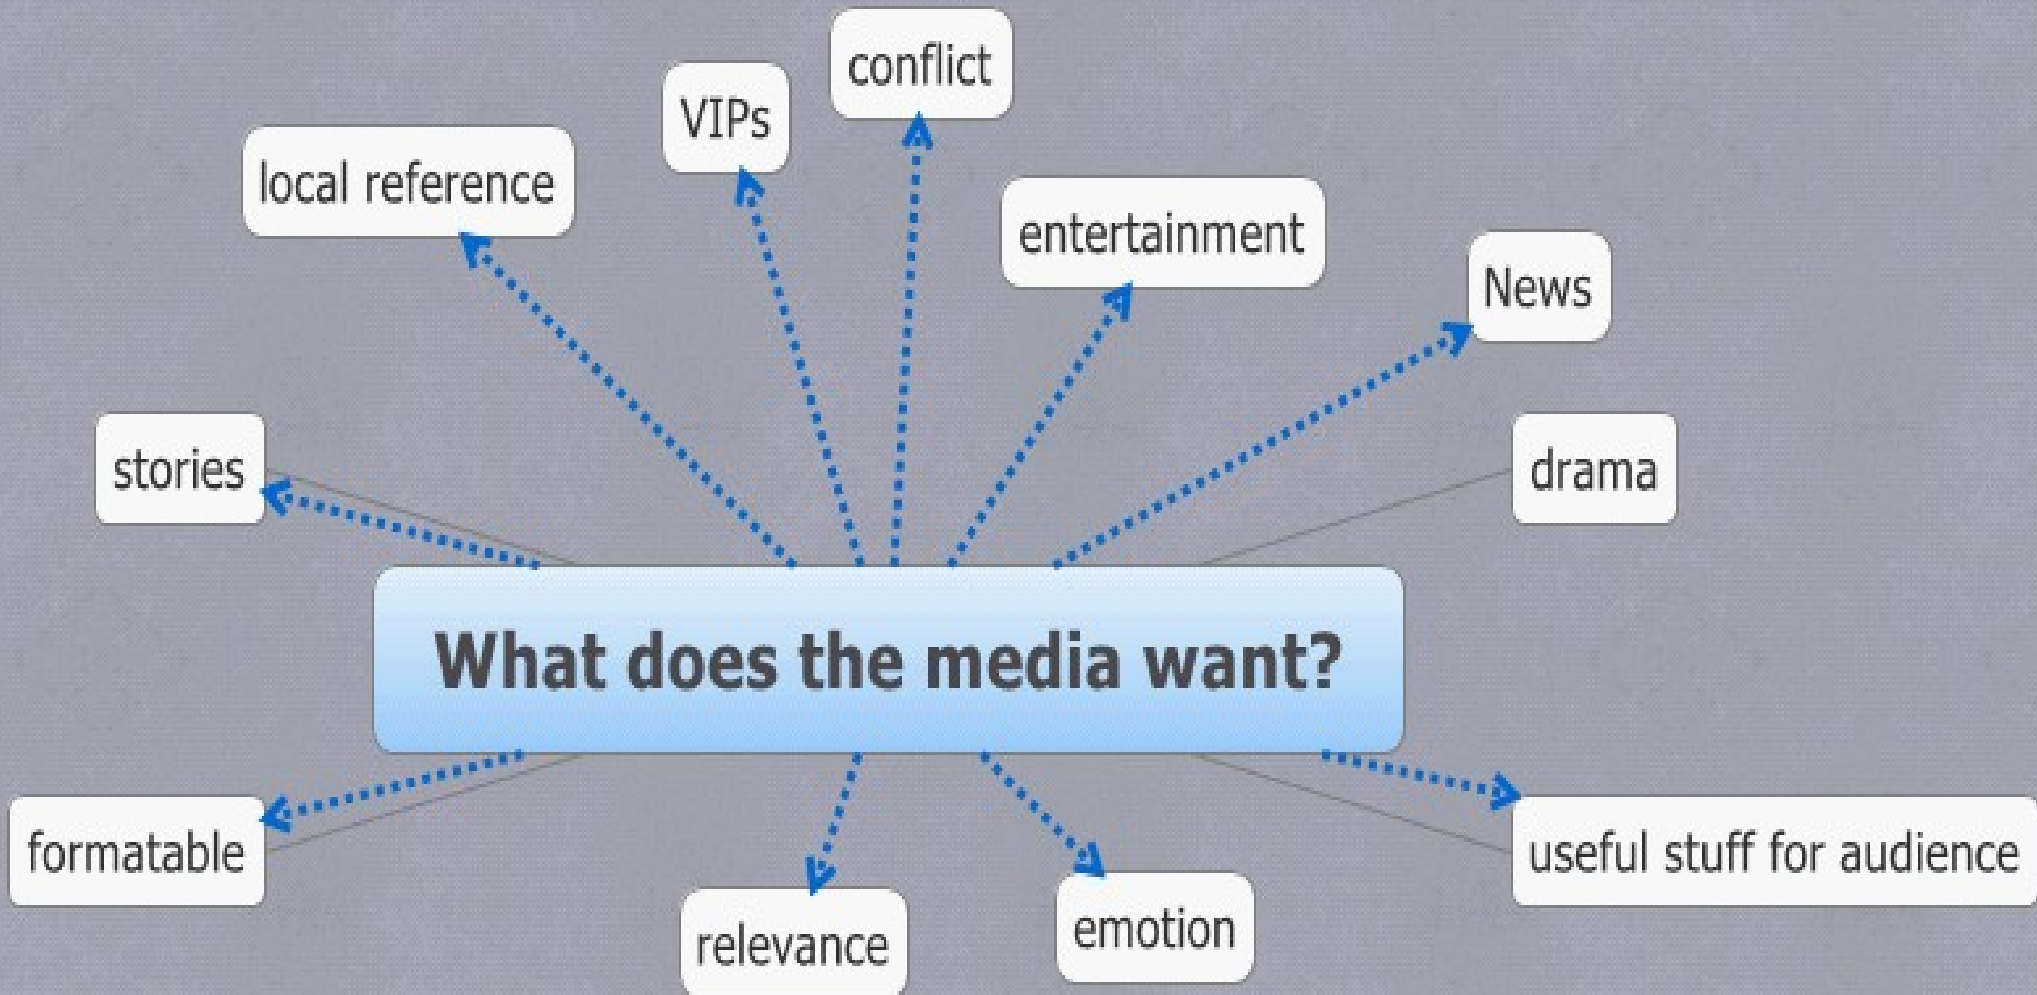 conflict
VIPs
local reference
entertainment
News
stories
drama
What does the media want?
formatable
useful stuff for audience
relevance
emotion